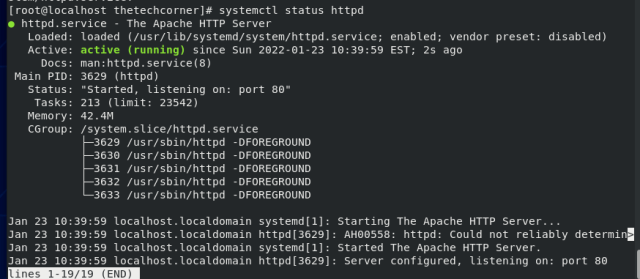 [root@localhost thetechcorner]# systemctl status httpd
● httpd.service - The Apache HTTP Server
Loaded: loaded (/usr/lib/systemd/system/httpd.service; enabled; vendor preset: disabled)
Active: active (running) since Sun 2022-01-23 10:39:59 EST; 2s ago
Docs: man:httpd.service(8)
Main PID: 3629 (httpd)
Status: "Started, listening on: port 80"
Tasks: 213 (limit: 23542)
Memory: 42.4M
CGroup: /system.slice/httpd.service
├─3629 /usr/sbin/httpd -DFOREGROUND
├─3630 /usr/sbin/httpd -DFOREGROUND
├─3631 /usr/sbin/httpd -DFOREGROUND
├─3632 /usr/sbin/httpd -DFOREGROUND
└─3633 /usr/sbin/httpd -DFOREGROUND
Jan 23 10:39:59 localhost.localdomain systemd[1]: Starting The Apache HTTP Server...
Jan 23 10:39:59 localhost.localdomain httpd[3629]: AH00558: httpd: Could not reliably determin>
Jan 23 10:39:59 localhost.localdomain systemd[1]: Started The Apache HTTP Server.
Jan 23 10:39:59 localhost.localdomain httpd[3629]: Server configured, listening on: port 80
lines 1-19/19 (END)